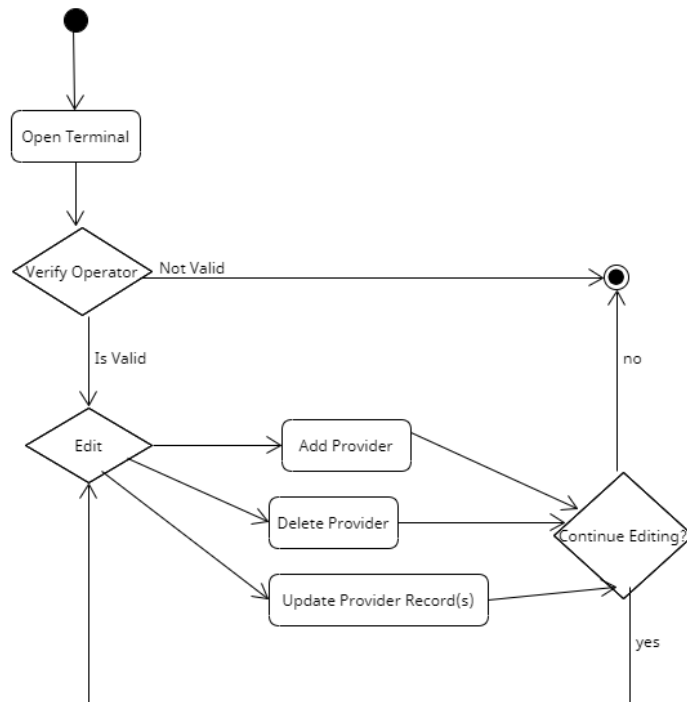 Open Terminal
Verify Operator
Not Valid
Is Valid
no
Edit
Add Provider
Delete Provider
Continue Editing?
Update Provider Record(s)
yes